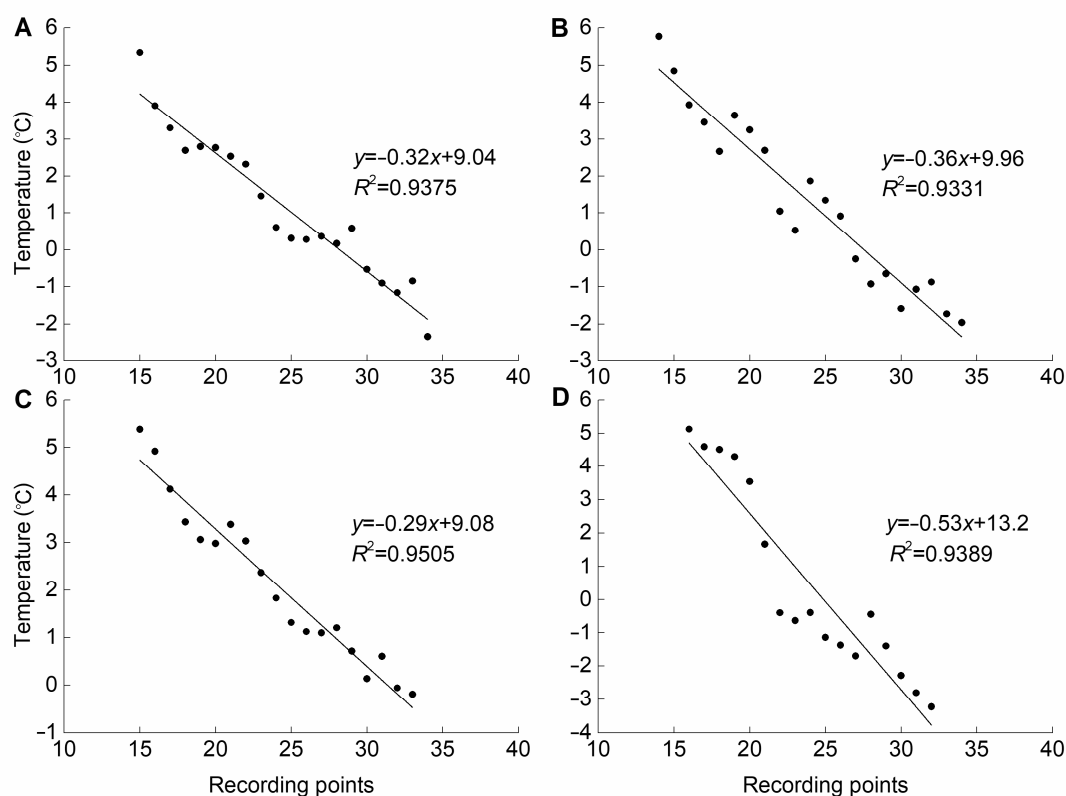 A
6
5
4
3
2
1
0
−1
−2
−3
Temperature (°C)
10 15 20 25 30 35 40
y=−0.32x+9.04
R²=0.9375
B
6
5
4
3
2
1
0
−1
−2
−3
10 15 20 25 30 35 40
y=−0.36x+9.96
R²=0.9331
C
6
5
4
3
2
1
0
−1
Temperature (°C)
10 15 20 25 30 35 40
Recording points
y=−0.29x+9.08
R²=0.9505
D
6
5
4
3
2
1
0
−1
−2
−3
−4
10 15 20 25 30 35 40
Recording points
y=−0.53x+13.2
R²=0.9389